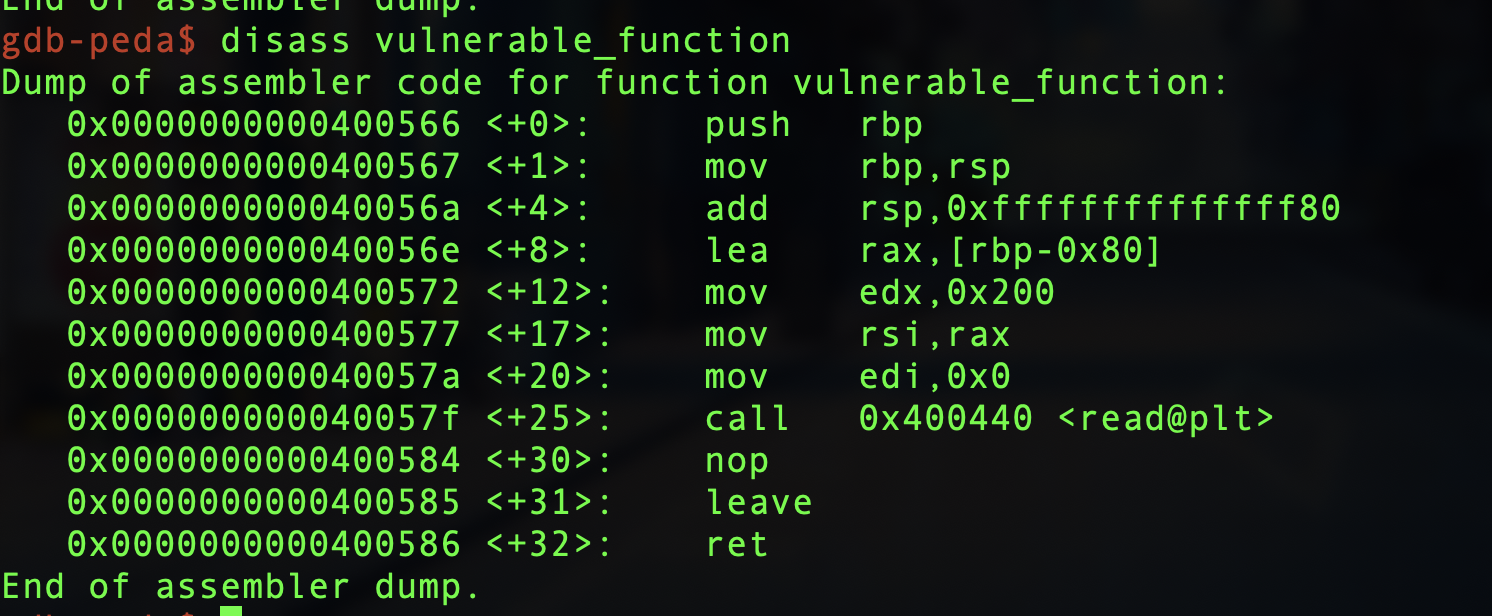 End of assembler dump.
gdb-peda$ disass vulnerable_function
Dump of assembler code for function vulnerable_function:
   0x0000000000400566 <+0>:     push   rbp
   0x0000000000400567 <+1>:     mov    rbp,rsp
   0x000000000040056a <+4>:     add    rsp,0xffffffffffffff80
   0x000000000040056e <+8>:     lea    rax,[rbp-0x80]
   0x0000000000400572 <+12>:    mov    edx,0x200
   0x0000000000400577 <+17>:    mov    rsi,rax
   0x000000000040057a <+20>:    mov    edi,0x0
   0x000000000040057f <+25>:    call   0x400440 <read@plt>
   0x0000000000400584 <+30>:    nop
   0x0000000000400585 <+31>:    leave
   0x0000000000400586 <+32>:    ret
End of assembler dump.